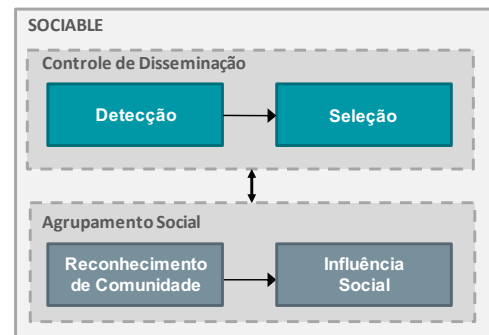 SOCIABLE
Controle de Disseminação
Detecção
Seleção
Agrupamento Social
Reconhecimento
de Comunidade
Influência
Social